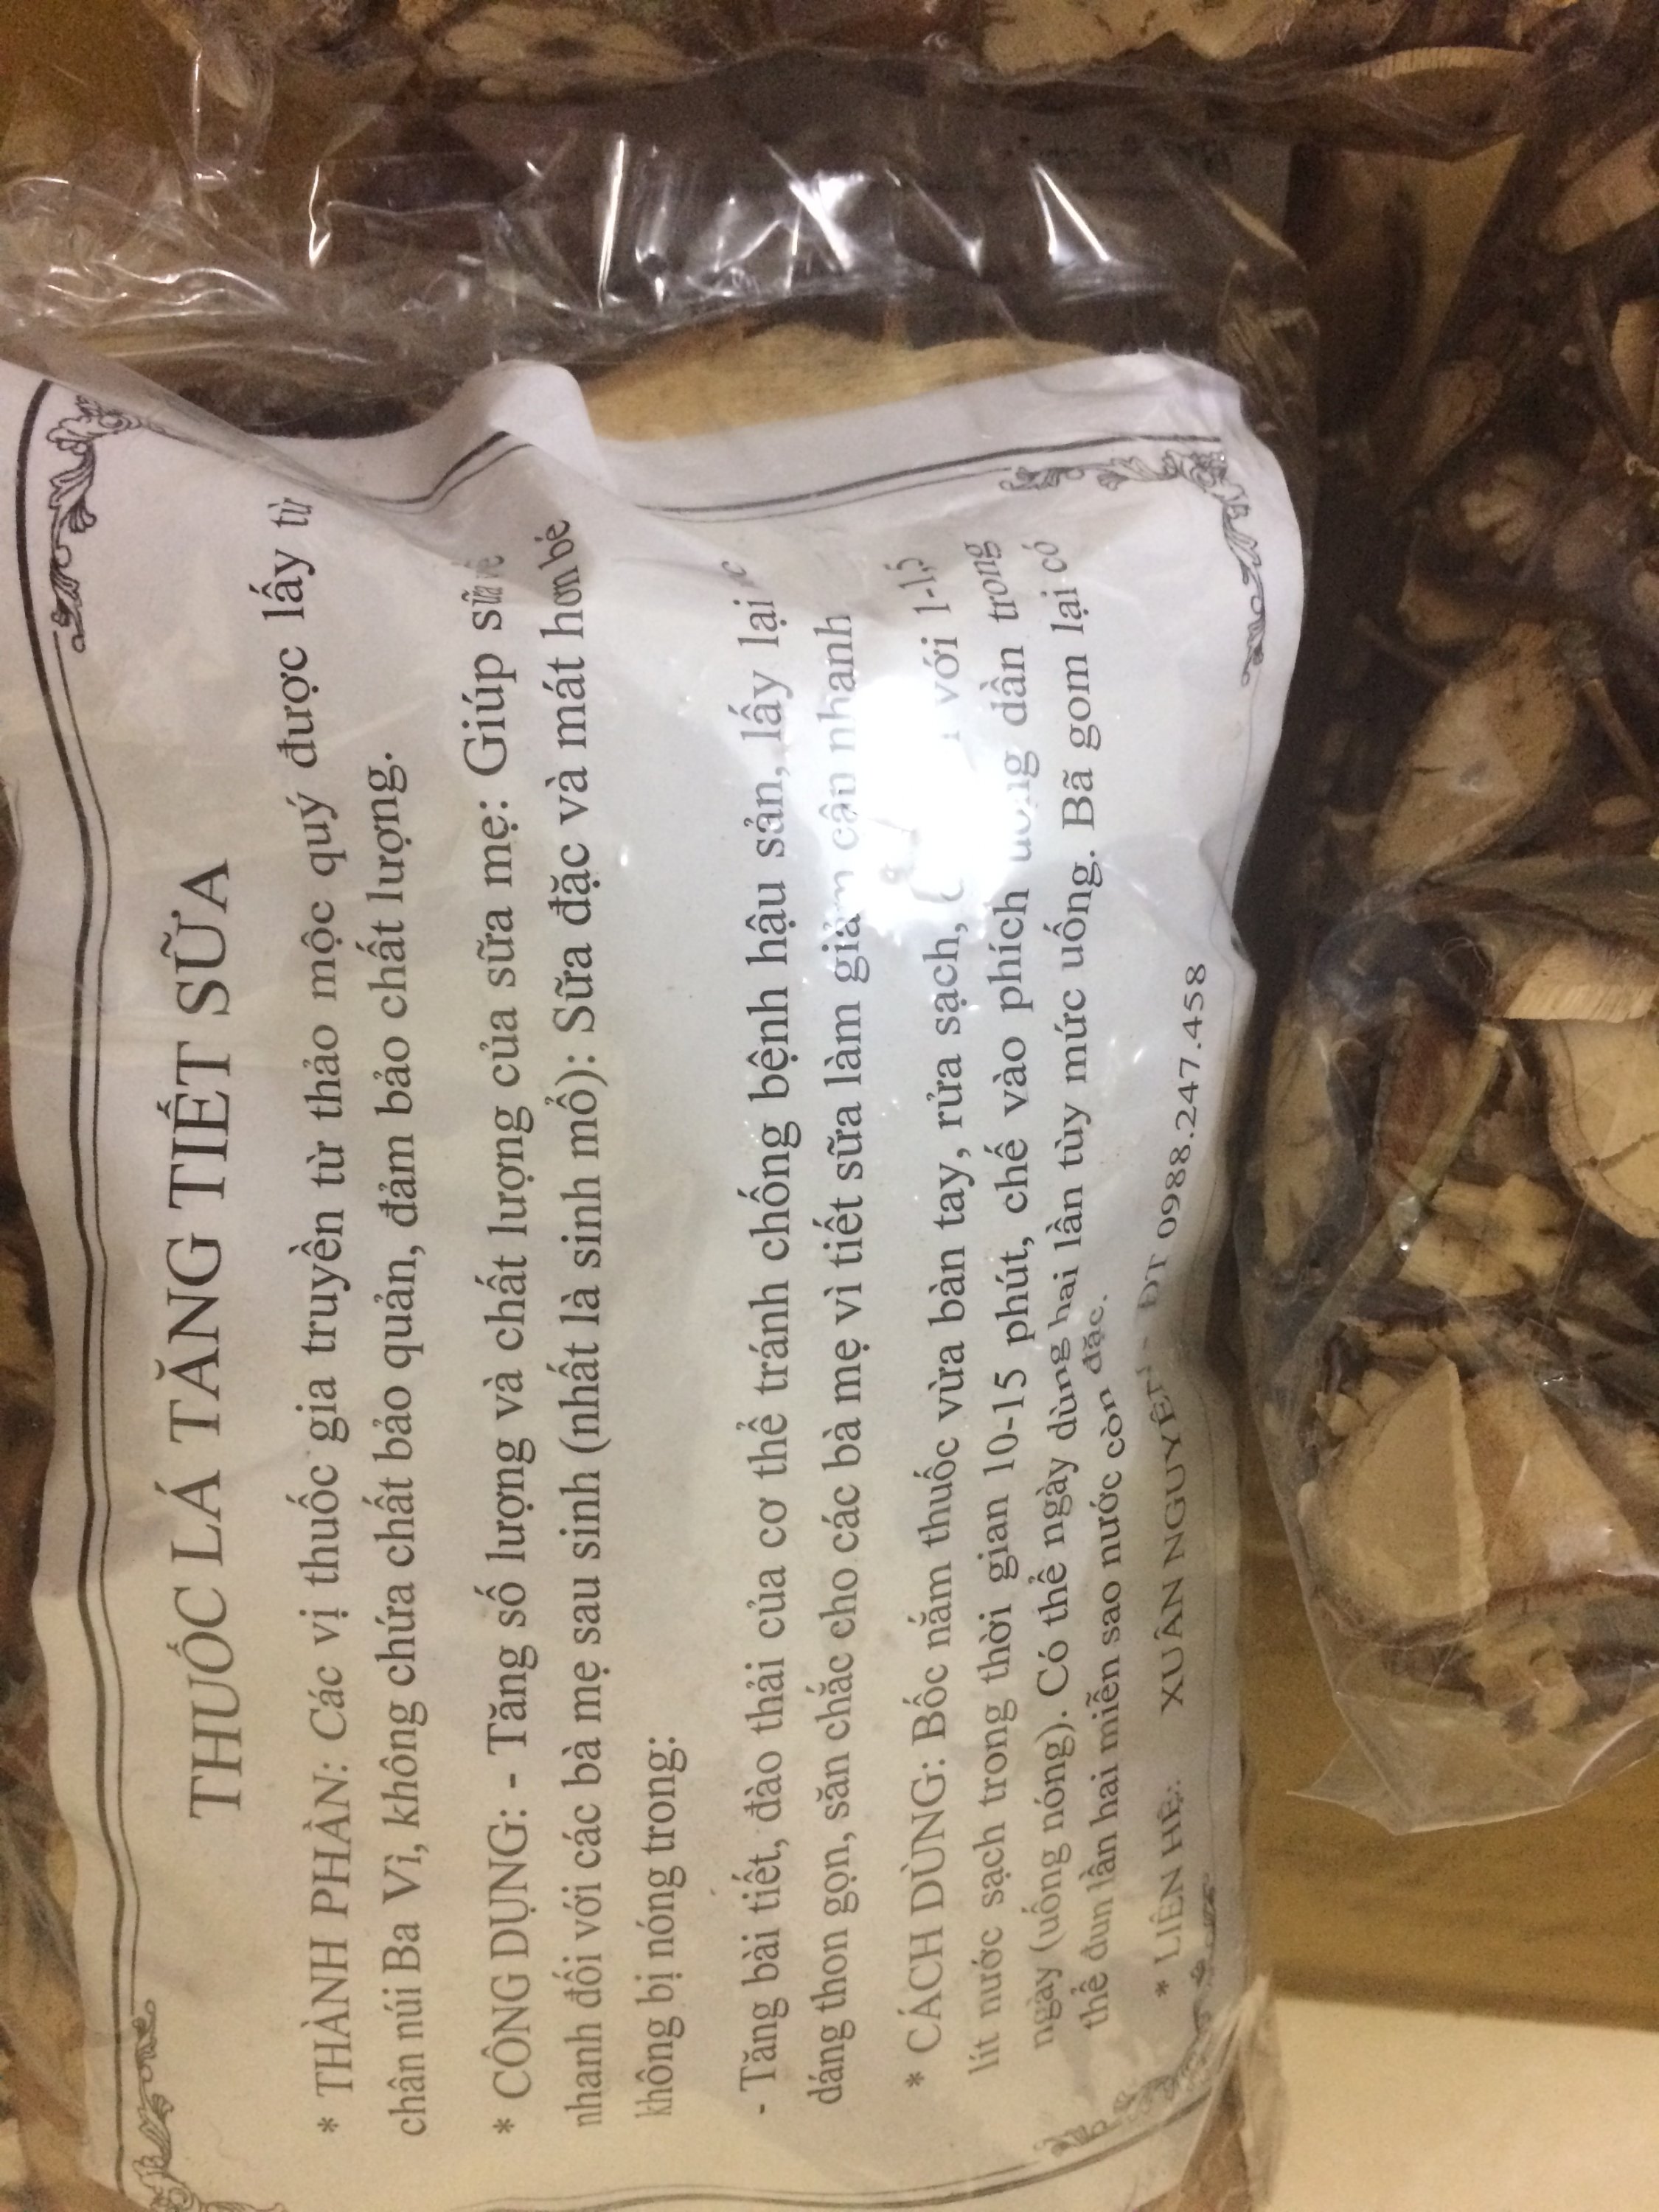 THUỐC LÁ TĂNG TIẾT SỮA
* THÀNH PHẦN: Các vị thuốc gia truyền từ thảo mộc quý được lấy từ
chân núi Ba Vì, không chứa chất bảo quản, đảm bảo chất lượng.
* CÔNG DỤNG: - Tăng số lượng và chất lượng của sữa mẹ: Giúp sữa về
nhanh đối với các bà mẹ sau sinh (nhất là sinh mổ): Sữa đặc và mát hơn bé
không bị nóng trong:
- Tăng bài tiết, đào thải của cơ thể tránh chống bệnh hậu sản, lấy lại
dáng thon gọn, săn chắc cho các bà mẹ vì tiết sữa làm giảm cân nhanh
* CÁCH DÙNG: Bốc nắm thuốc vừa bàn tay, rửa sạch, với 1-1,5
lít nước sạch trong thời gian 10-15 phút, chế vào phích uống dần trong
ngày (uống nóng). Có thể ngày dùng hai lần tùy mức uống. Bã gom lại có
thể đun lần hai miễn sao nước còn đặc.
* LIÊN HỆ: XUÂN NGUYỆT - ĐT 0988.247.458